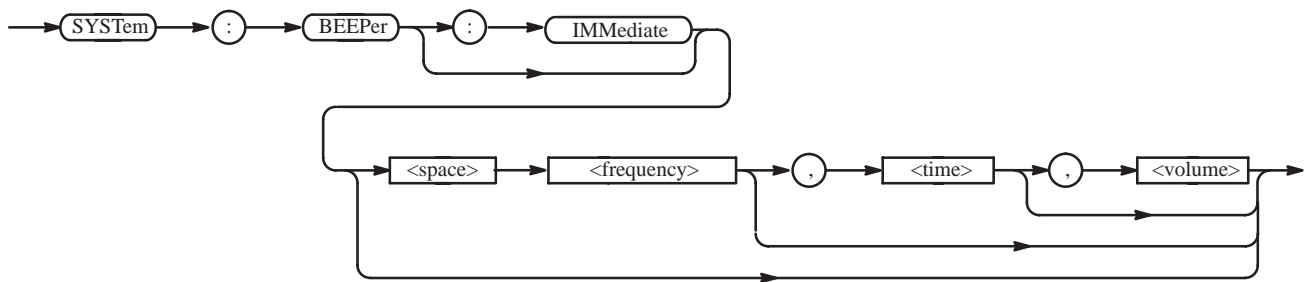 SYSTem : BEEPer : IMMediate
<space> <frequency> , <time> , <volume>